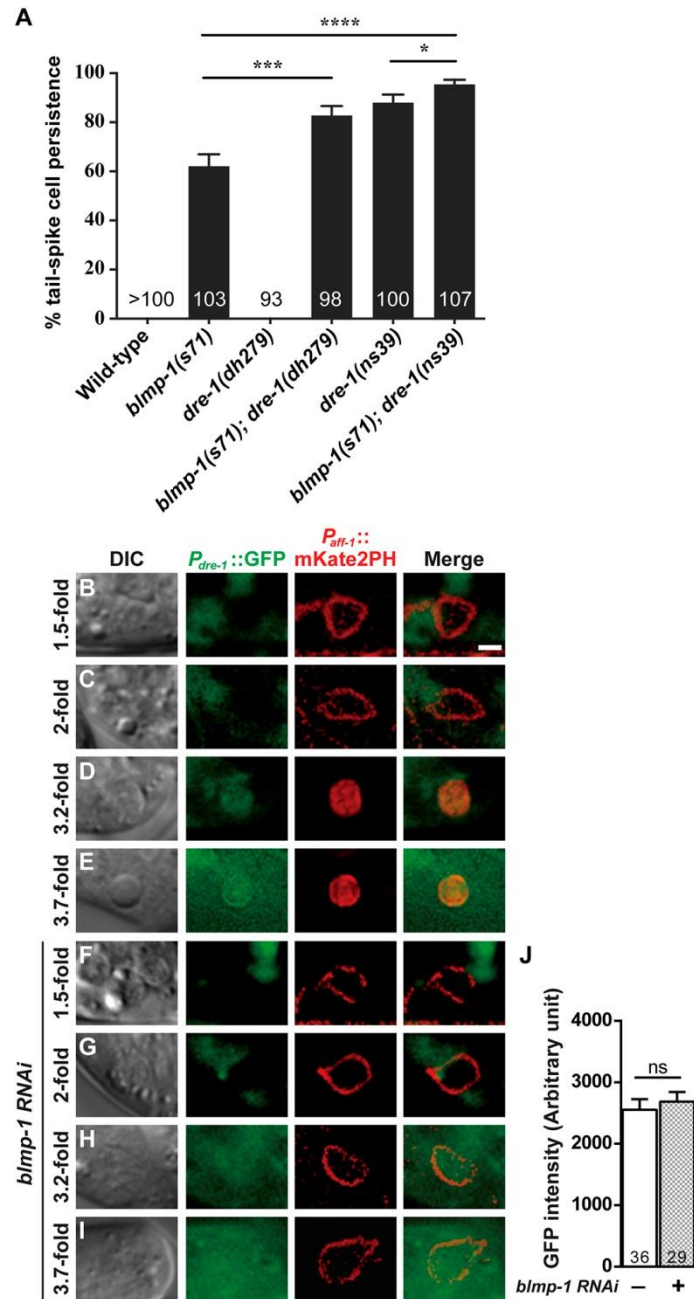 A
****
***
*
% tail-spike cell persistence
100
80
60
40
20
0
>100
103
93
98
100
107
Wild-type
blmp-1(s71)
dre-1(dh279)
blmp-1(s71); dre-1(dh279)
dre-1(ns39)
blmp-1(s71); dre-1(ns39)
DIC
Pdre-1::GFP
Paff-1::
mKate2PH
Merge
B
1.5-fold
C
2-fold
D
3.2-fold
E
3.7-fold
blmp-1 RNAi
F
1.5-fold
G
2-fold
H
3.2-fold
I
3.7-fold
J
GFP intensity (Arbitrary unit)
4000
3000
2000
1000
0
ns
36
29
blmp-1 RNAi – +